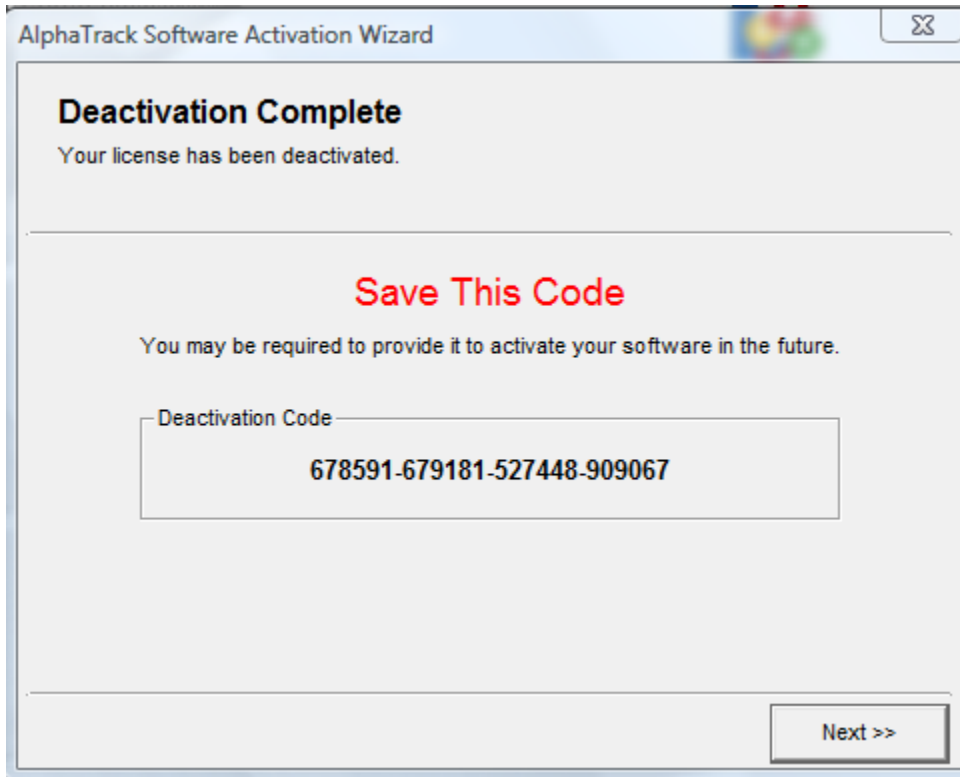 AlphaTrack Software Activation Wizard
Deactivation Complete
Your license has been deactivated.
Save This Code
You may be required to provide it to activate your software in the future.
Deactivation Code
678591-679181-527448-909067
Next >>